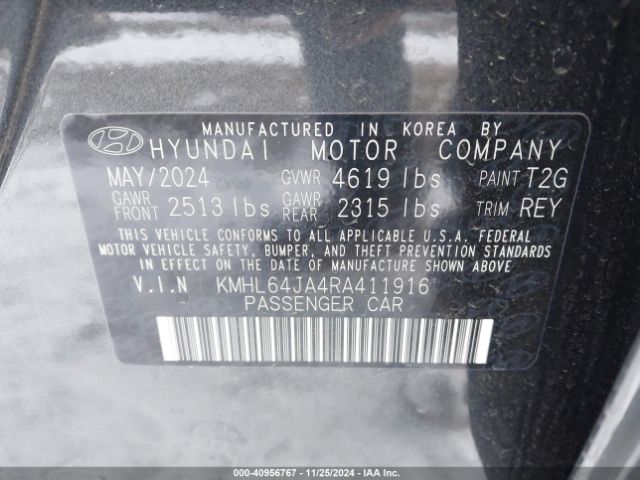 MANUFACTURED IN KOREA BY
HYUNDAI MOTOR COMPANY
MAY/2024 GVWR 4619 lbs PAINT T2G
GAWR FRONT 2513 lbs GAWR REAR 2315 lbs TRIM REY
THIS VEHICLE CONFORMS TO ALL APPLICABLE U.S.A. FEDERAL
MOTOR VEHICLE SAFETY, BUMPER, AND THEFT PREVENTION STANDARDS
IN EFFECT ON THE DATE OF MANUFACTURE SHOWN ABOVE
V.I.N KMHL64JA4RA411916
PASSENGER CAR
000-40956767 - 11/25/2024 - IAAI.COM